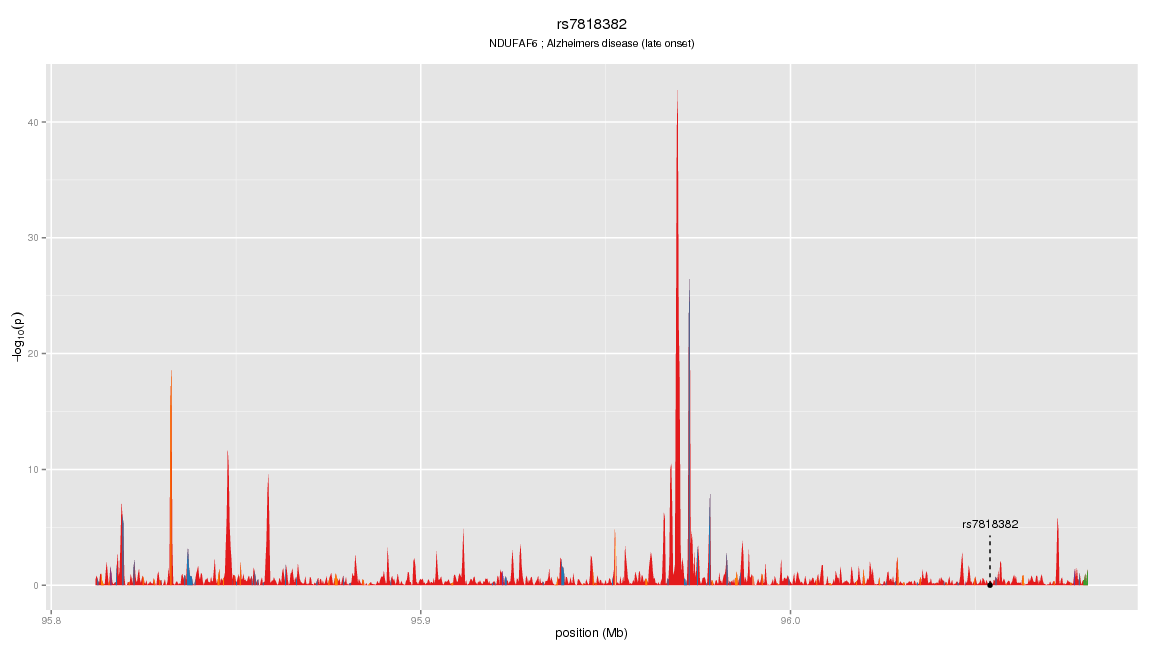 rs7818382
NDUFAF6 ; Alzheimers disease (late onset)
40
30
20
10
0
−log10(p)
rs7818382
95.8
95.9
96.0
position (Mb)